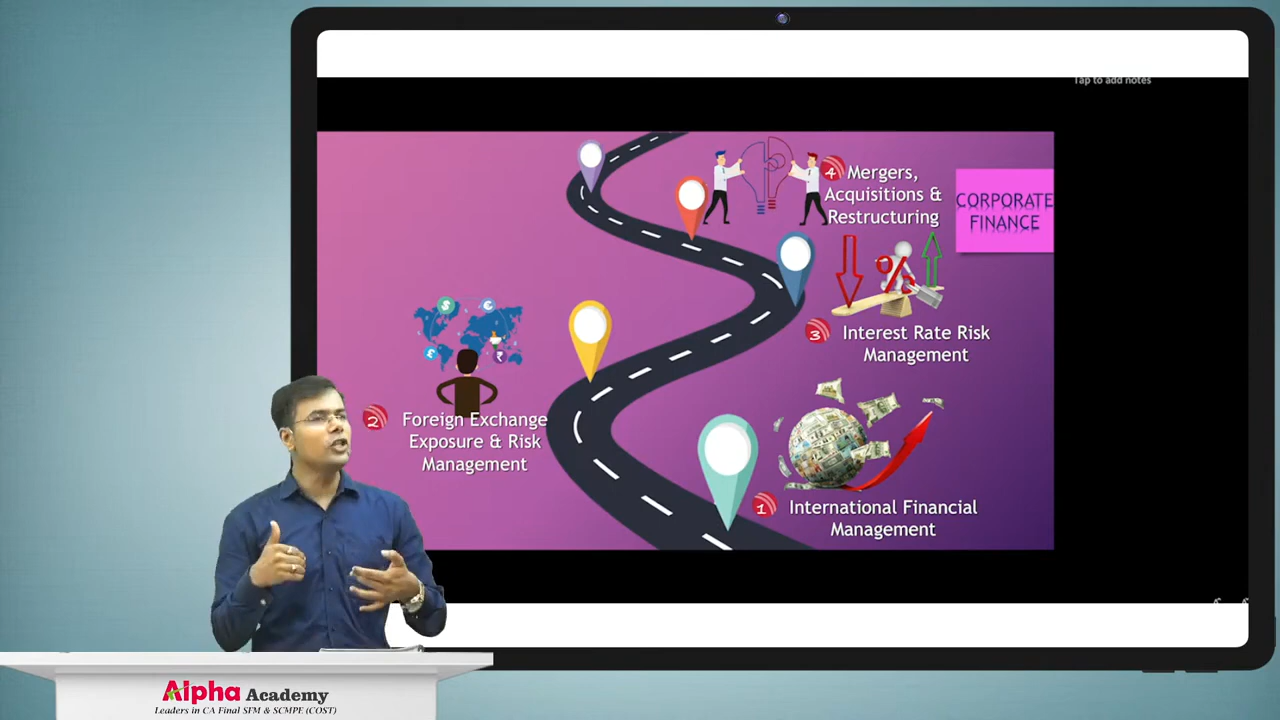 Tap to add notes
4 Mergers,
Acquisitions &
Restructuring
CORPORATE
FINANCE
%
3 Interest Rate Risk
Management
$
€
£
₹
2 Foreign Exchange
Exposure & Risk
Management
1 International Financial
Management
Alpha Academy
Leaders in CA Final SFM & SCMPE (COST)